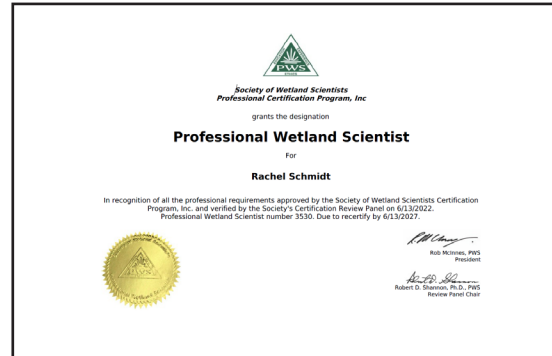 PWS
Society of Wetland Scientists
Professional Certification Program, Inc
grants the designation
Professional Wetland Scientist
For
Rachel Schmidt
In recognition of all the professional requirements approved by the Society of Wetland Scientists Certification
Program, Inc. and verified by the Society's Certification Review Panel on 6/13/2022.
Professional Wetland Scientist number 3530. Due to recertify by 6/13/2027.
Rob McInnes, PWS
President
Robert D. Shannon, Ph.D., PWS
Review Panel Chair
PWS